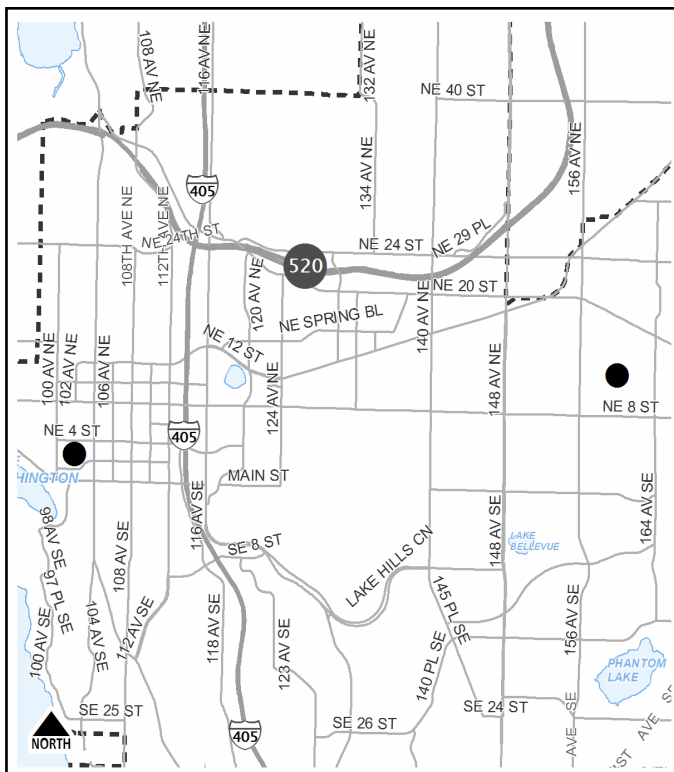 108 AV NE
116 AV NE
132 AV NE
NE 40 ST
156 AV NE
134 AV NE
405
108TH AVE NE
112TH AVE NE
NE 24TH ST
NE 24 ST
NE 29 PL
520
NE 20 ST
120 AV NE
NE SPRING BL
140 AV NE
NE 12 ST
100 AV NE
102 AV NE
106 AV NE
124 AV NE
148 AV NE
NE 8 ST
NE 4 ST
405
HINGTON
MAIN ST
98 AV SE
116 AV SE
148 AV SE
164 AV SE
SE 8 ST
LAKE
BELLEVUE
108 AV SE
LAKE HILLS CN
97 PL SE
100 AV SE
104 AV SE
112 AV SE
118 AV SE
123 AV SE
145 PL SE
140 PL SE
156 AV SE
PHANTOM
LAKE
SE 25 ST
SE 26 ST
SE 24 ST
405
NORTH
AVE SE
ST AVE SE